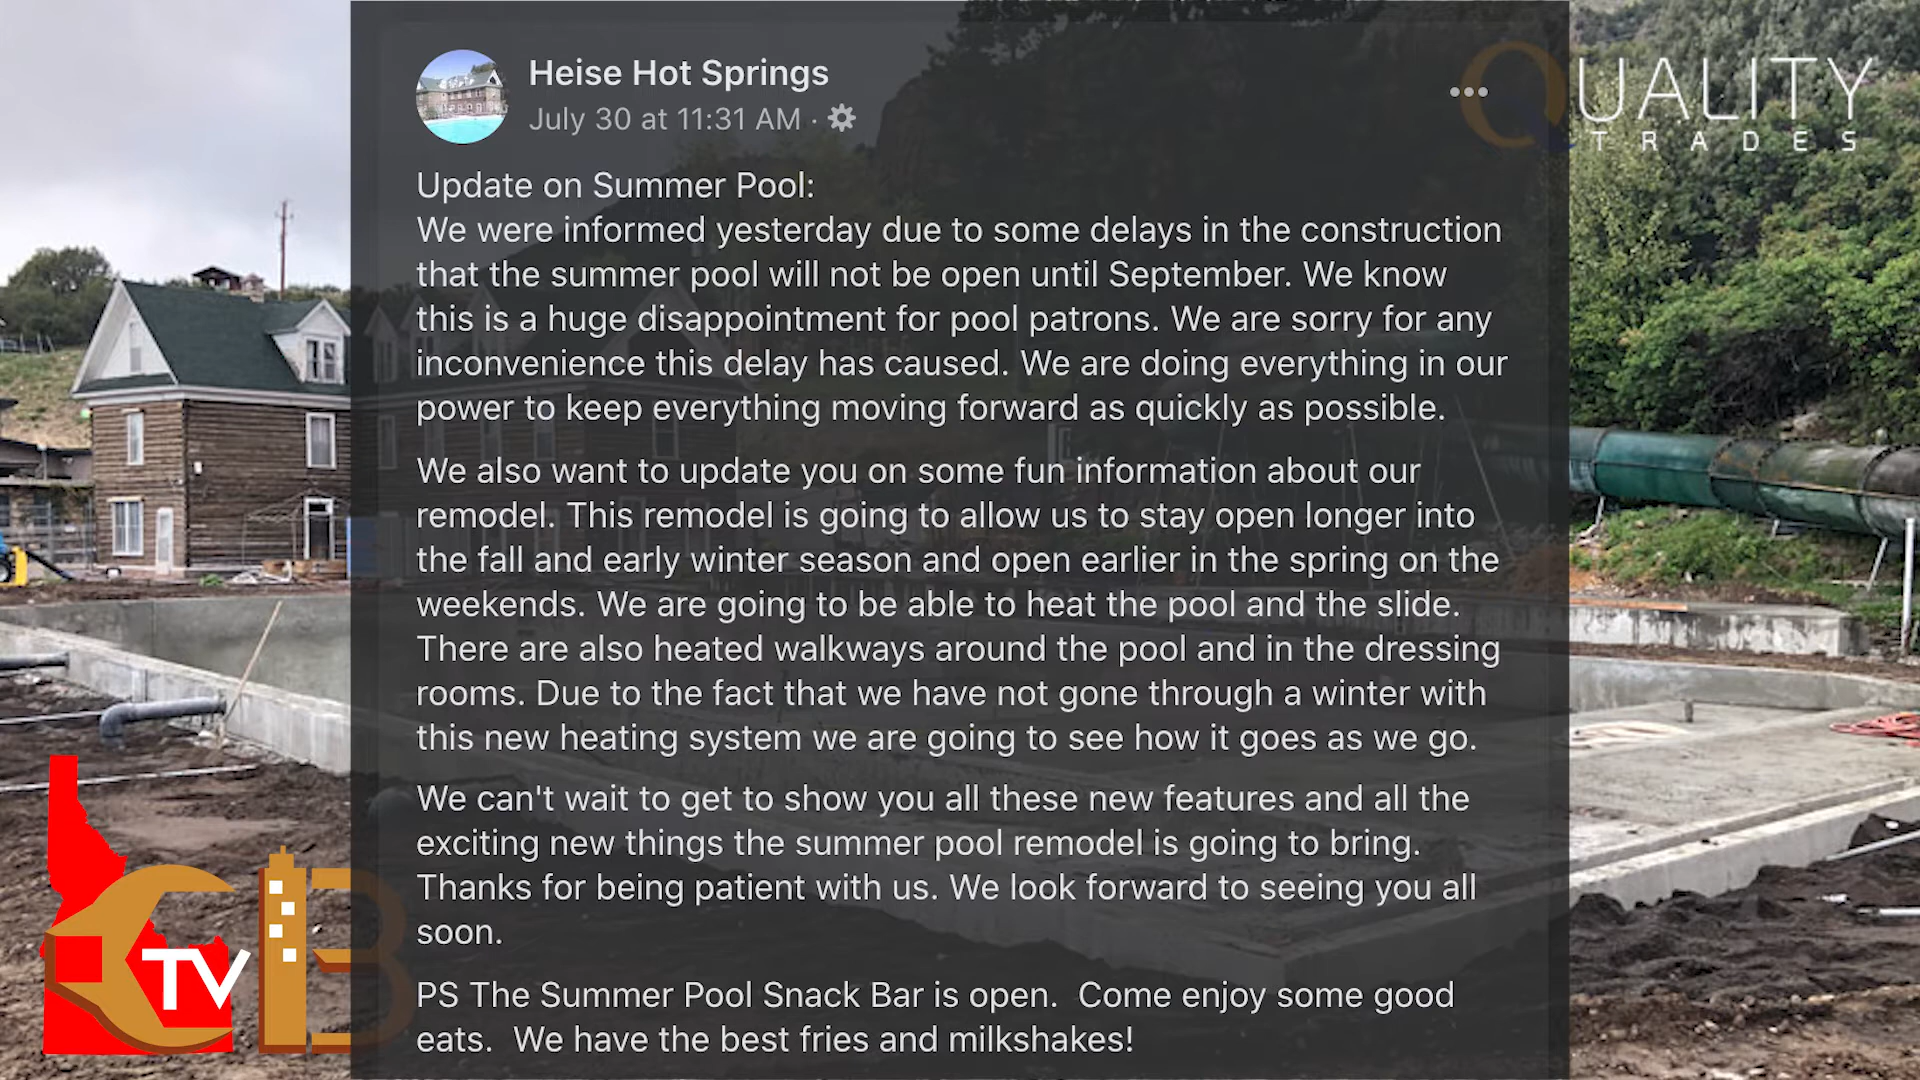 Heise Hot Springs
July 30 at 11:31 AM ·
QUALITY
TRADES
Update on Summer Pool:
We were informed yesterday due to some delays in the construction
that the summer pool will not be open until September. We know
this is a huge disappointment for pool patrons. We are sorry for any
inconvenience this delay has caused. We are doing everything in our
power to keep everything moving forward as quickly as possible.
We also want to update you on some fun information about our
remodel. This remodel is going to allow us to stay open longer into
the fall and early winter season and open earlier in the spring on the
weekends. We are going to be able to heat the pool and the slide.
There are also heated walkways around the pool and in the dressing
rooms. Due to the fact that we have not gone through a winter with
this new heating system we are going to see how it goes as we go.
We can't wait to get to show you all these new features and all the
exciting new things the summer pool remodel is going to bring.
Thanks for being patient with us. We look forward to seeing you all
soon.
PS The Summer Pool Snack Bar is open.  Come enjoy some good
eats.  We have the best fries and milkshakes!
CB
TV